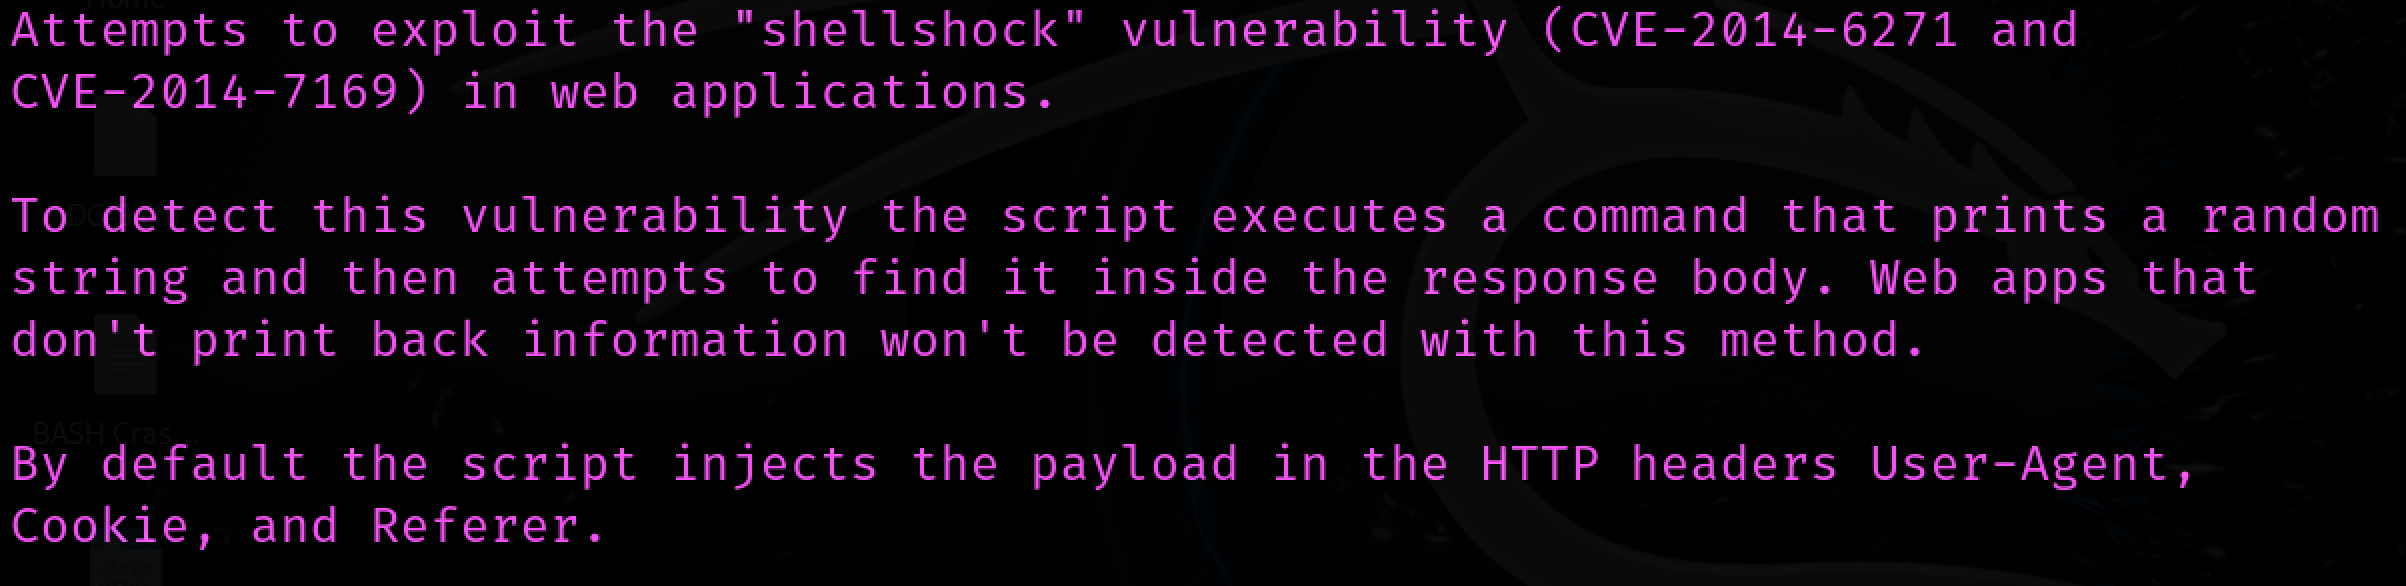 Home
Attempts to exploit the "shellshock" vulnerability (CVE-2014-6271 and
CVE-2014-7169) in web applications.
To detect this vulnerability the script executes a command that prints a random
string and then attempts to find it inside the response body. Web apps that
don't print back information won't be detected with this method.
BASH Cras...
By default the script injects the payload in the HTTP headers User-Agent,
Cookie, and Referer.